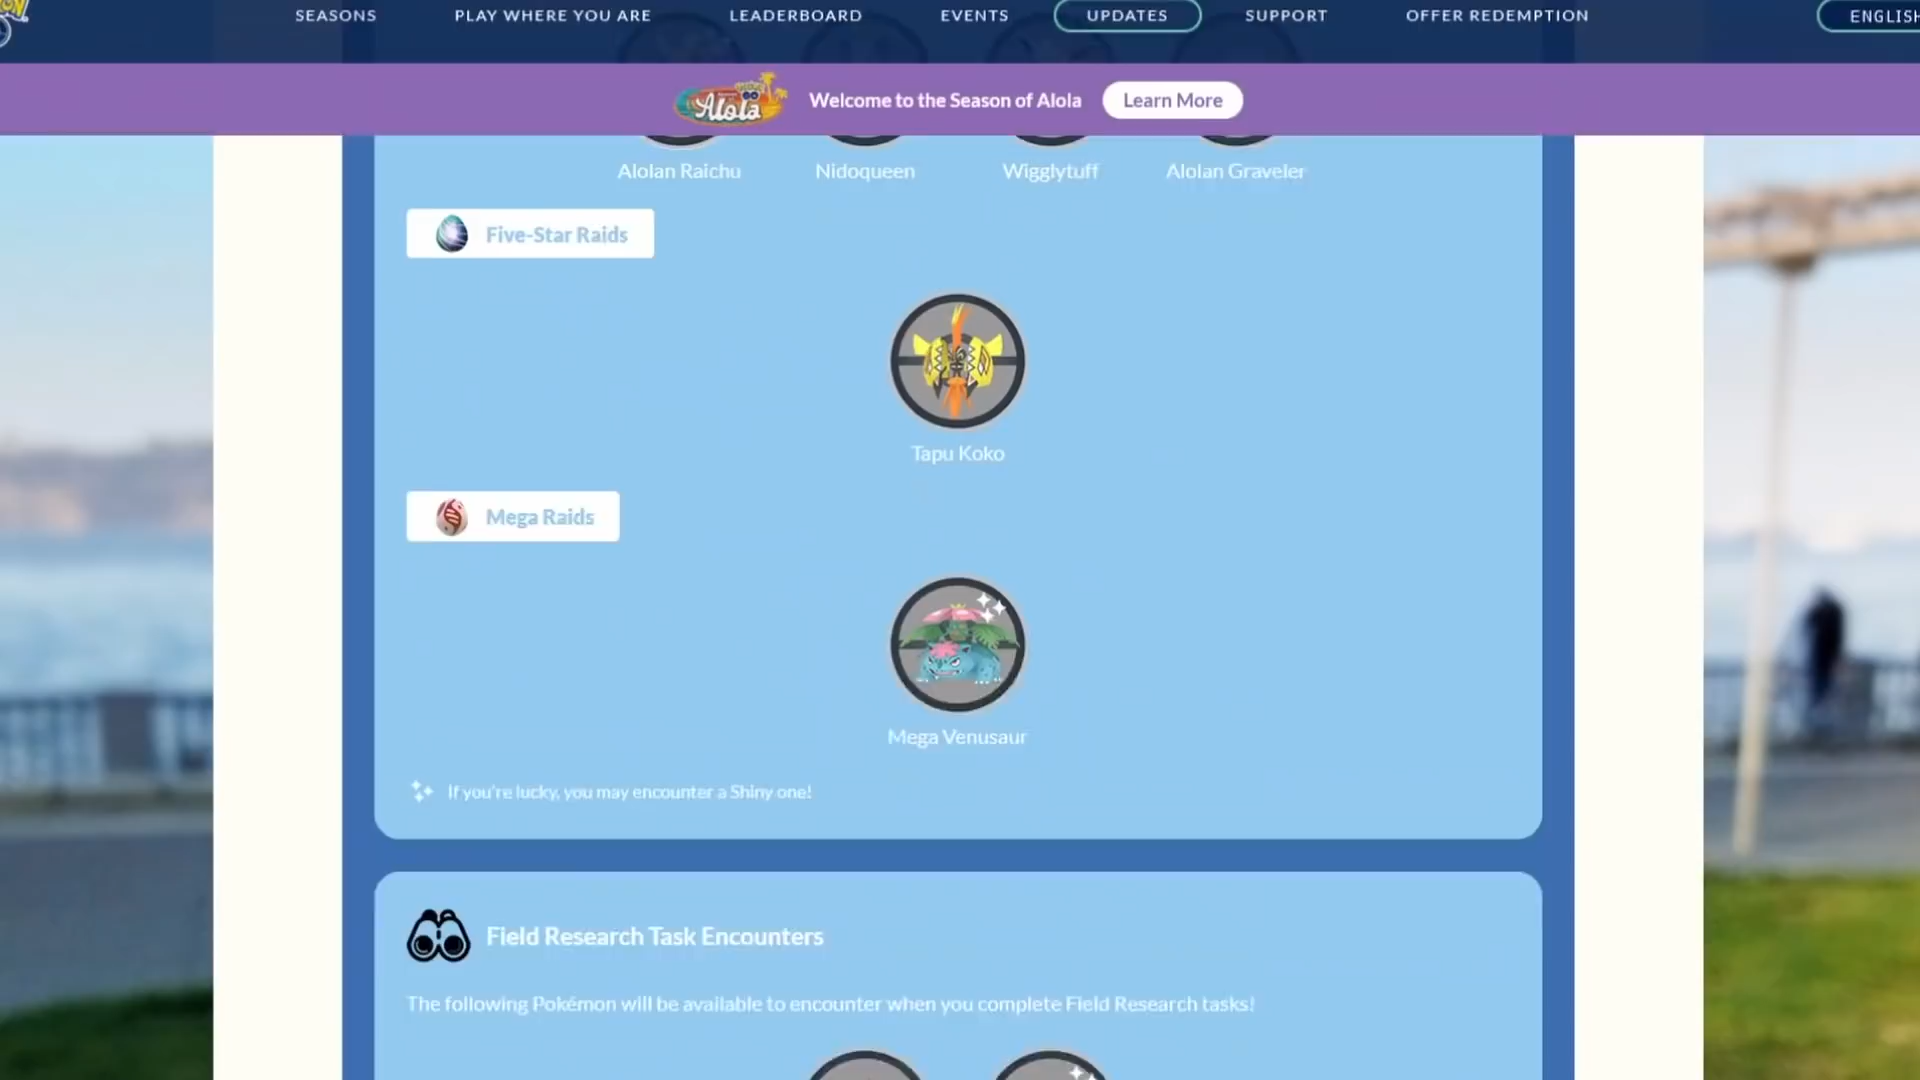 SEASONS PLAY WHERE YOU ARE LEADERBOARD EVENTS UPDATES SUPPORT OFFER REDEMPTION ENGLISH
Alola Welcome to the Season of Alola Learn More
Alolan Raichu Nidoqueen Wigglytuff Alolan Graveler
Five-Star Raids
Tapu Koko
Mega Raids
Mega Venusaur
If you're lucky, you may encounter a Shiny one!
Field Research Task Encounters
The following Pokémon will be available to encounter when you complete Field Research tasks!